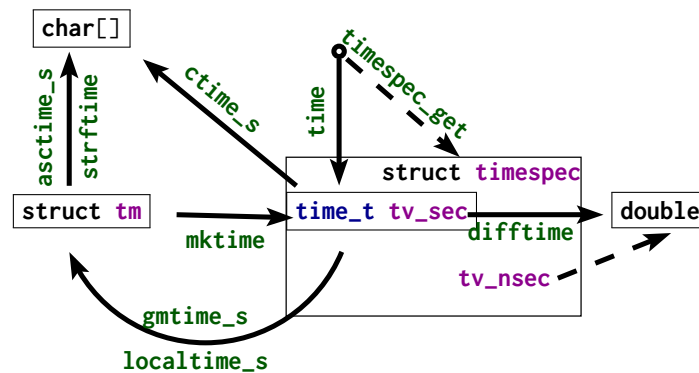 char[]
timespec_get
ctime_s
time
asctime_s
strftime
struct timespec
struct tm
time_t tv_sec
double
mktime
difftime
tv_nsec
gmtime_s
localtime_s